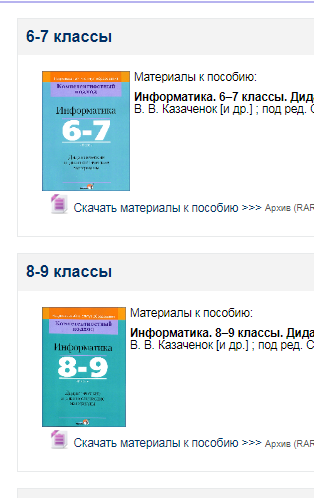 6-7 классы
Компетентностный
подход
Информатика
6-7
Материалы к пособию:
Информатика. 6–7 классы. Дид
В. В. Казаченок [и др.] ; под ред. С
Скачать материалы к пособию >>> Архив (RAR
8-9 классы
Компетентностный
подход
Информатика
8-9
Материалы к пособию:
Информатика. 8–9 классы. Дида
В. В. Казаченок [и др.] ; под ред. С
Скачать материалы к пособию >>> Архив (RAR